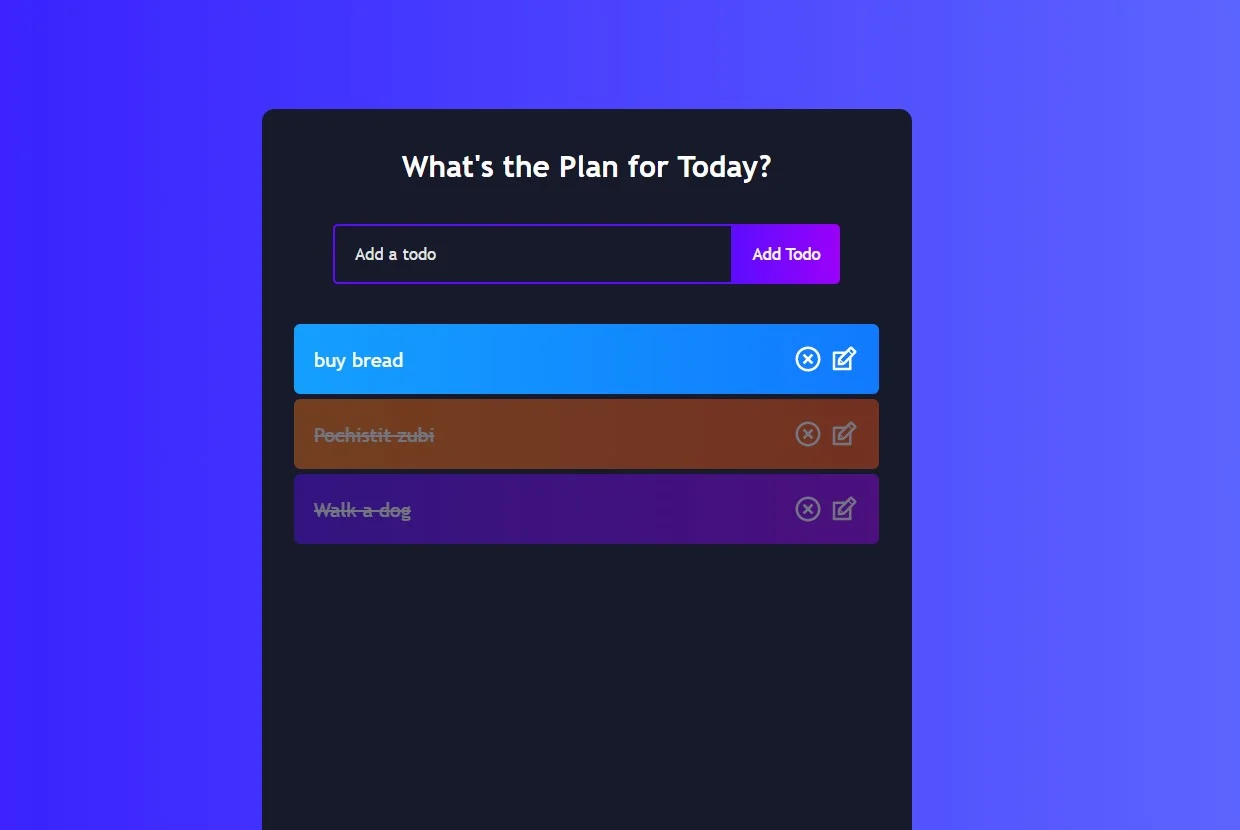 What's the Plan for Today?
Add a todo
Add Todo
buy bread
Pochistit zubi
Walk a dog